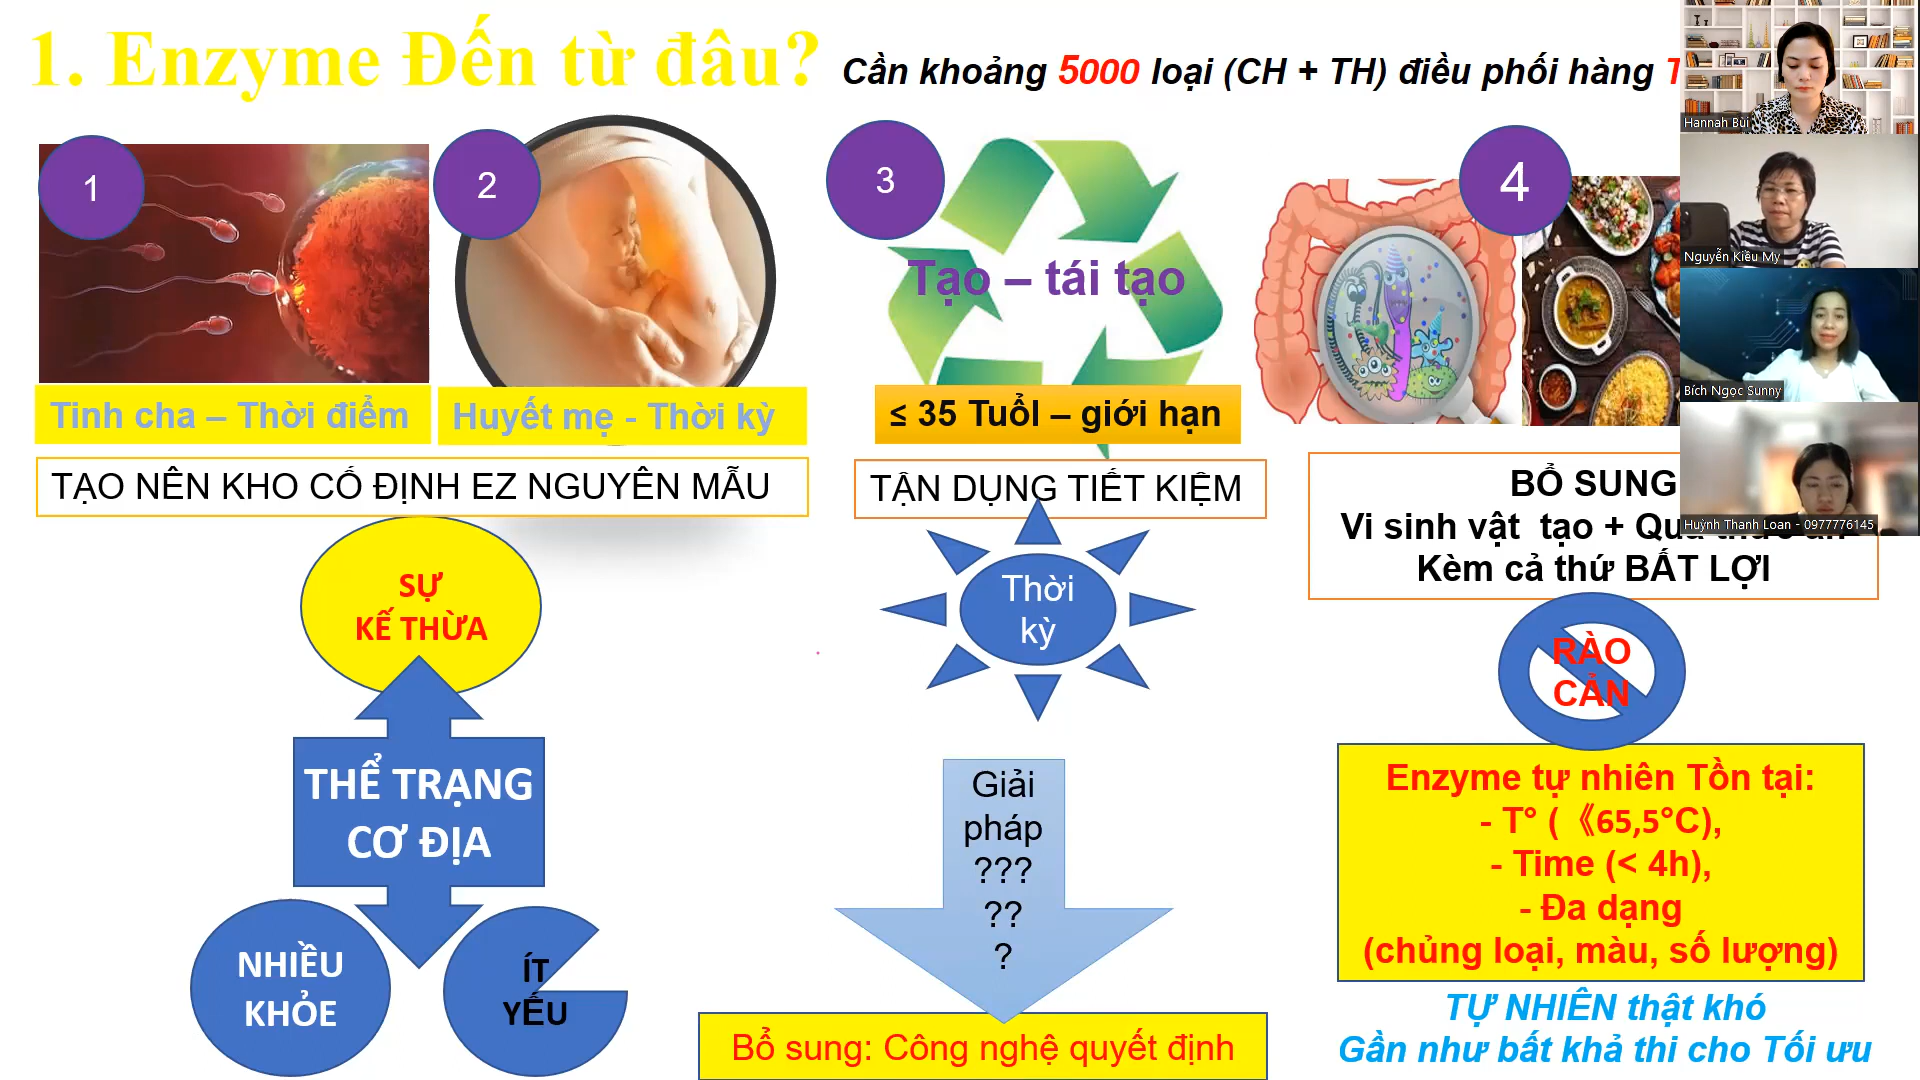 1. Enzyme Đến từ đâu?
Cần khoảng 5000 loại (CH + TH) điều phối hàng
1
2
3
4
Tạo – tái tạo
Tinh cha – Thời điểm
Huyết mẹ - Thời kỳ
≤ 35 Tuổl – giới hạn
TẠO NÊN KHO CỐ ĐỊNH EZ NGUYÊN MẪU
TẬN DỤNG TIẾT KIỆM
BỔ SUNG
Vi sinh vật tạo + Qua thức ăn
Kèm cả thứ BẤT LỢI
SỰ
KẾ THỪA
THỂ TRẠNG
CƠ ĐỊA
NHIỀU
KHỎE
ÍT
YẾU
Thời
kỳ
Giải
pháp
???
??
?
Bổ sung: Công nghệ quyết định
RÀO
CẢN
Enzyme tự nhiên Tồn tại:
- T° (《65,5°C),
- Time (< 4h),
- Đa dạng
(chủng loại, màu, số lượng)
TỰ NHIÊN thật khó
Gần như bất khả thi cho Tối ưu
Hannah Bùi
Nguyễn Kiều My
Bích Ngọc Sunny
Huỳnh Thanh Loan - 0977776145